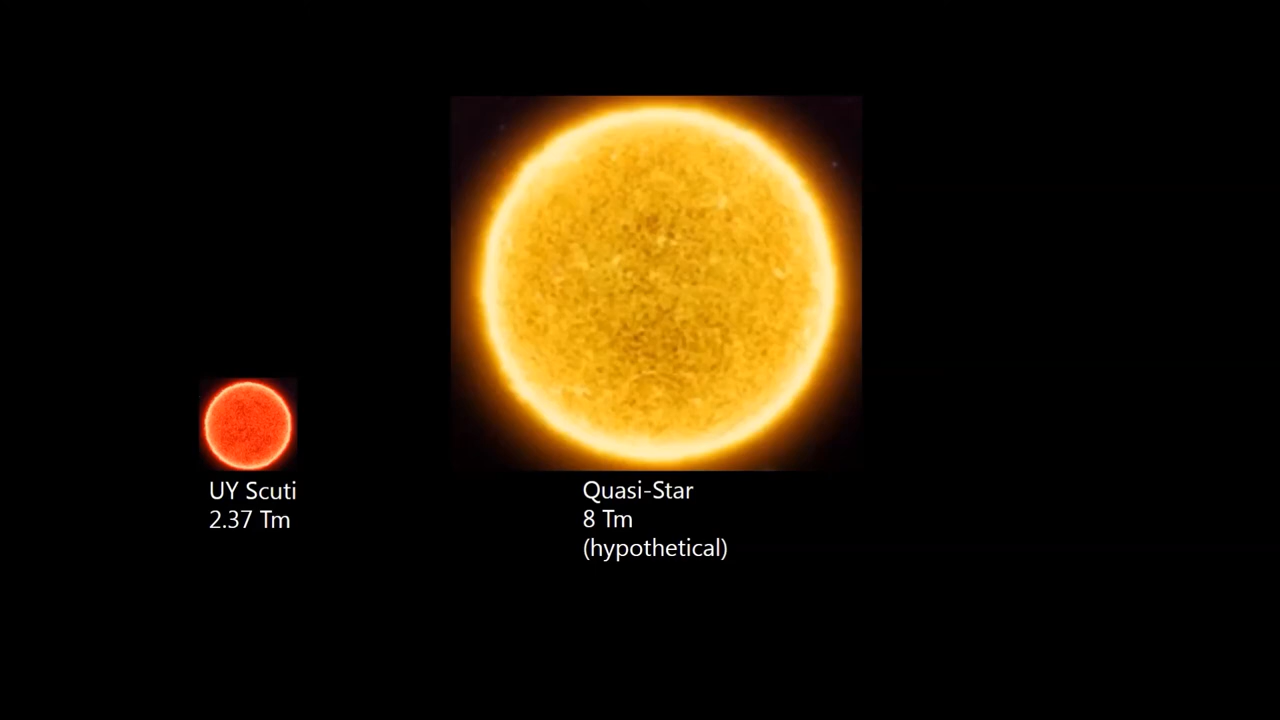 UY Scuti
2.37 Tm
Quasi-Star
8 Tm
(hypothetical)